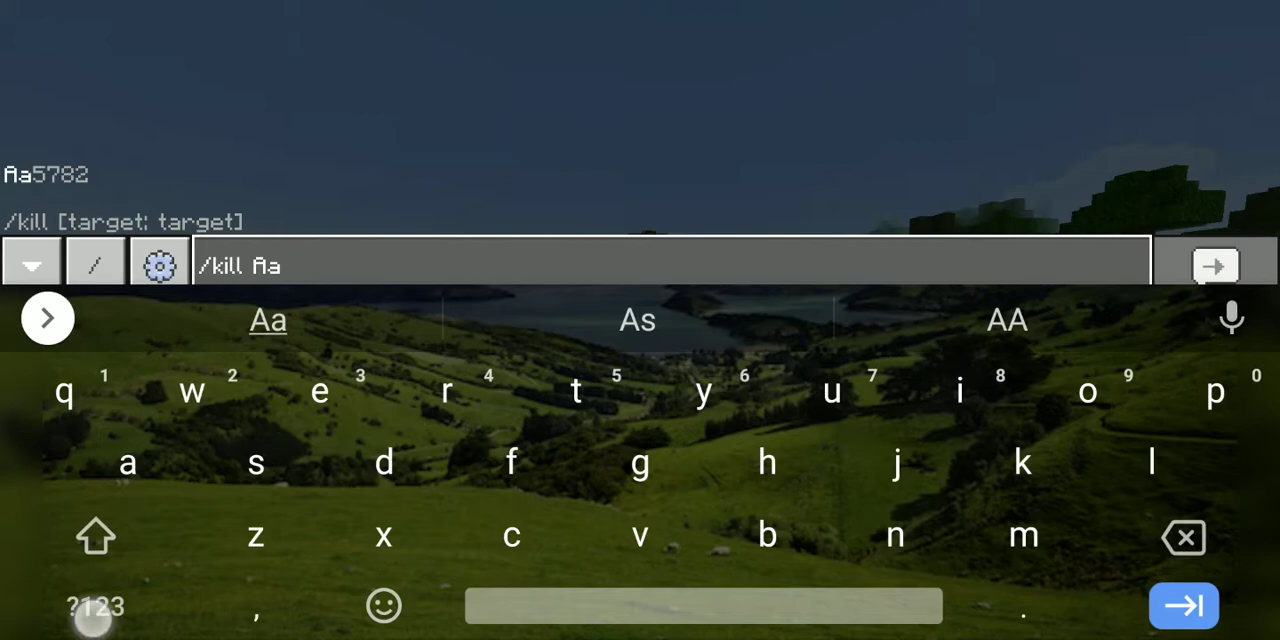 Aa5782
/kill [target: target]
/ /kill Aa
Aa As AA
q 1 w 2 e 3 r 4 t 5 y 6 u 7 i 8 o 9 p 0
a s d f g h j k l
z x c v b n m
?123 , .